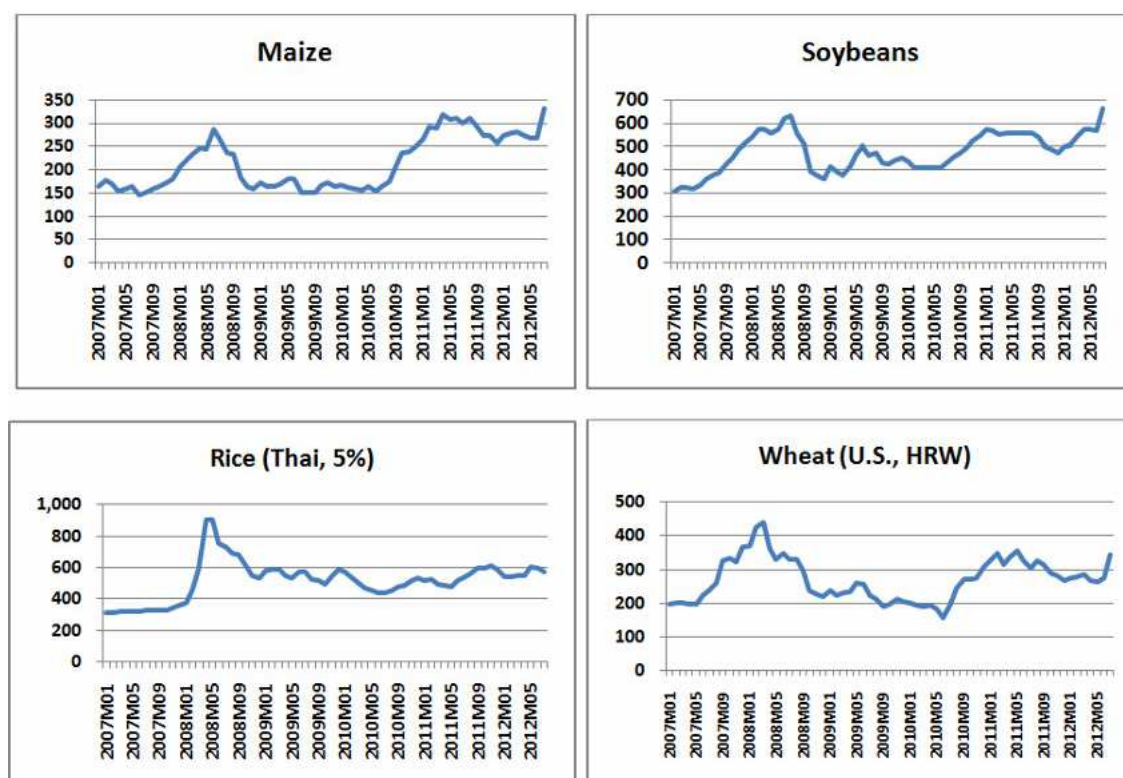 Maize
350
300
250
200
150
100
50
0
2007M01
2007M05
2007M09
2008M01
2008M05
2008M09
2009M01
2009M05
2009M09
2010M01
2010M05
2010M09
2011M01
2011M05
2011M09
2012M01
2012M05
Soybeans
700
600
500
400
300
200
100
0
2007M01
2007M05
2007M09
2008M01
2008M05
2008M09
2009M01
2009M05
2009M09
2010M01
2010M05
2010M09
2011M01
2011M05
2011M09
2012M01
2012M05
Rice (Thai, 5%)
1,000
800
600
400
200
0
2007M01
2007M05
2007M09
2008M01
2008M05
2008M09
2009M01
2009M05
2009M09
2010M01
2010M05
2010M09
2011M01
2011M05
2011M09
2012M01
2012M05
Wheat (U.S., HRW)
500
400
300
200
100
0
2007M01
2007M05
2007M09
2008M01
2008M05
2008M09
2009M01
2009M05
2009M09
2010M01
2010M05
2010M09
2011M01
2011M05
2011M09
2012M01
2012M05